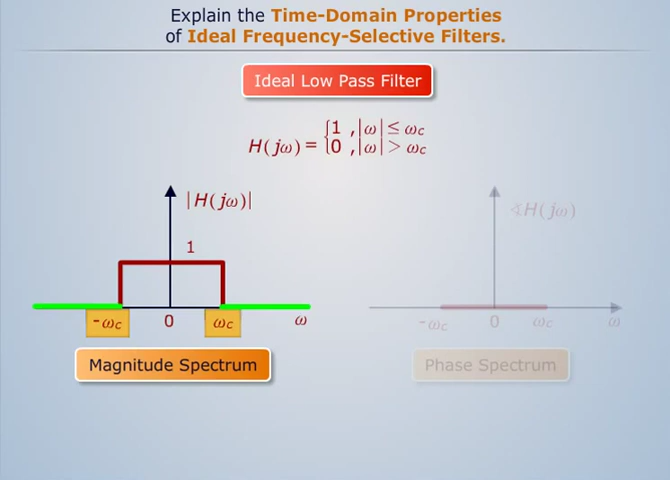 Explain the Time-Domain Properties
of Ideal Frequency-Selective Filters.
Ideal Low Pass Filter
H(jω) = {1 ,|ω| ≤ ωc
{0 ,|ω| > ωc
|H(jω)|
∢H(jω)
1
-ωc 0 ωc ω
-ωc 0 ωc ω
Magnitude Spectrum
Phase Spectrum